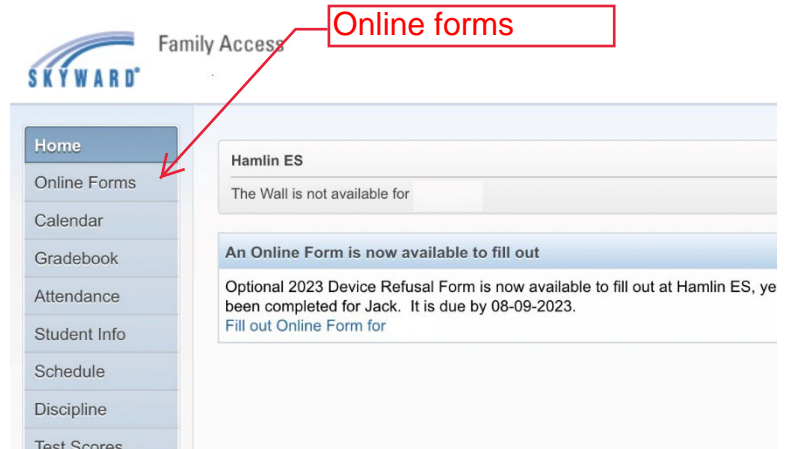 Online forms
Family Access
SKYWARD®
Home
Online Forms
Calendar
Gradebook
Attendance
Student Info
Schedule
Discipline
Test Scores
Hamlin ES
The Wall is not available for
An Online Form is now available to fill out
Optional 2023 Device Refusal Form is now available to fill out at Hamlin ES, ye
been completed for Jack. It is due by 08-09-2023.
Fill out Online Form for